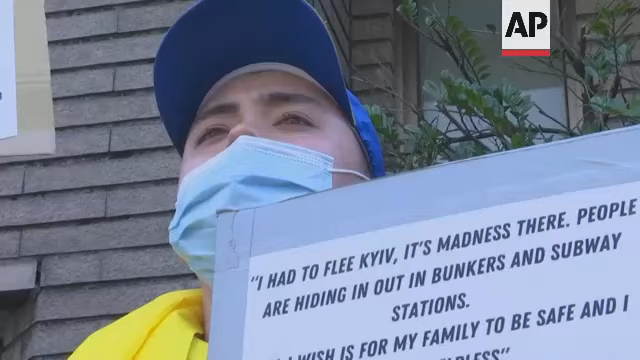 AP
"I HAD TO FLEE KYIV, IT'S MADNESS THERE. PEOPLE
ARE HIDING IN OUT IN BUNKERS AND SUBWAY
STATIONS.
WISH IS FOR MY FAMILY TO BE SAFE AND I